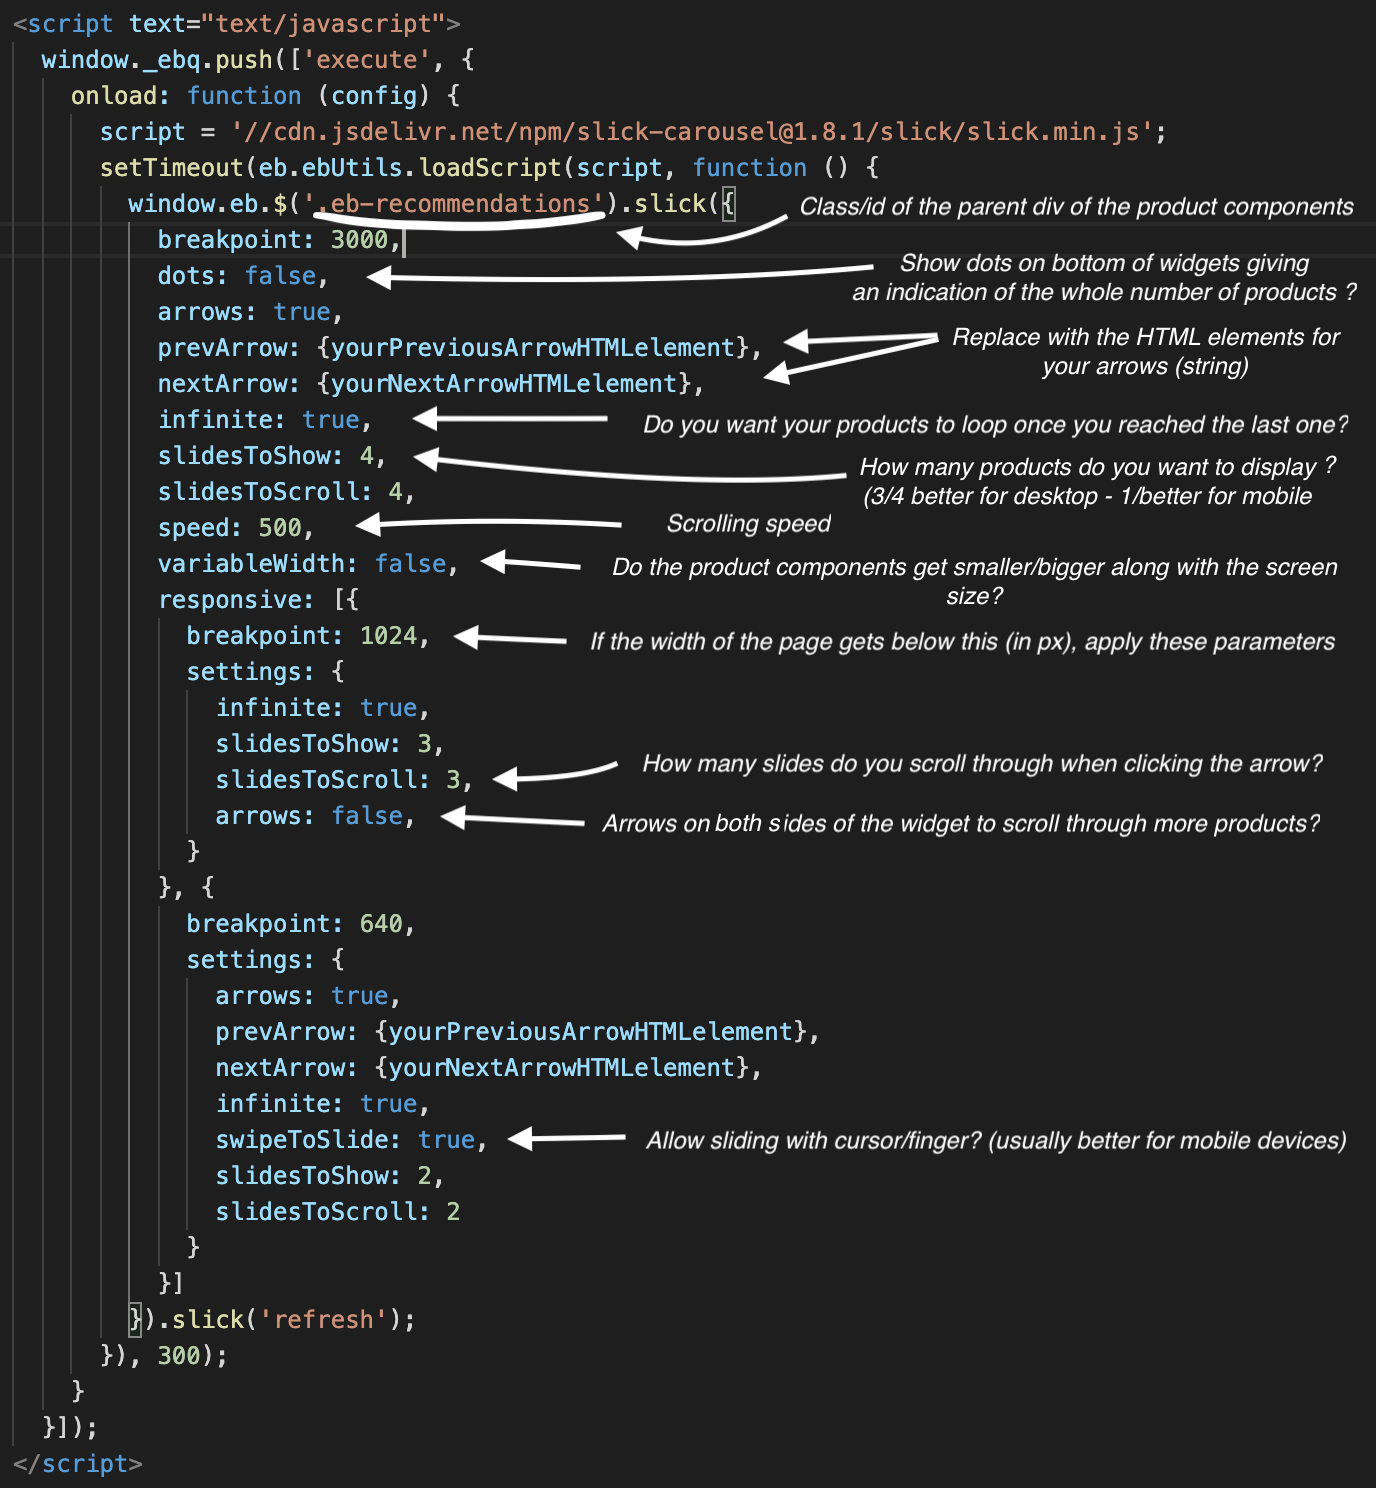 <script text="text/javascript">
window._ebq.push(['execute', {
onload: function (config) {
script = '//cdn.jsdelivr.net/npm/slick-carousel@1.8.1/slick/slick.min.js';
setTimeout(eb.ebUtils.loadScript(script, function () {
window.eb.$('.eb-recommendations').slick({
Class/id of the parent div of the product components
breakpoint: 3000,
dots: false,
Show dots on bottom of widgets giving
an indication of the whole number of products ?
arrows: true,
prevArrow: {yourPreviousArrowHTMLelement},
Replace with the HTML elements for
your arrows (string)
nextArrow: {yourNextArrowHTMLelement},
infinite: true,
Do you want your products to loop once you reached the last one?
slidesToShow: 4,
How many products do you want to display ?
(3/4 better for desktop - 1/better for mobile
slidesToScroll: 4,
speed: 500,
Scrolling speed
variableWidth: false,
Do the product components get smaller/bigger along with the screen
size?
responsive: [{
breakpoint: 1024,
If the width of the page gets below this (in px), apply these parameters
settings: {
infinite: true,
slidesToShow: 3,
slidesToScroll: 3,
How many slides do you scroll through when clicking the arrow?
arrows: false,
Arrows on both sides of the widget to scroll through more products?
}
}, {
breakpoint: 640,
settings: {
arrows: true,
prevArrow: {yourPreviousArrowHTMLelement},
nextArrow: {yourNextArrowHTMLelement},
infinite: true,
swipeToSlide: true,
Allow sliding with cursor/finger? (usually better for mobile devices)
slidesToShow: 2,
slidesToScroll: 2
}
}]
}).slick('refresh');
}), 300);
}
}]);
</script>